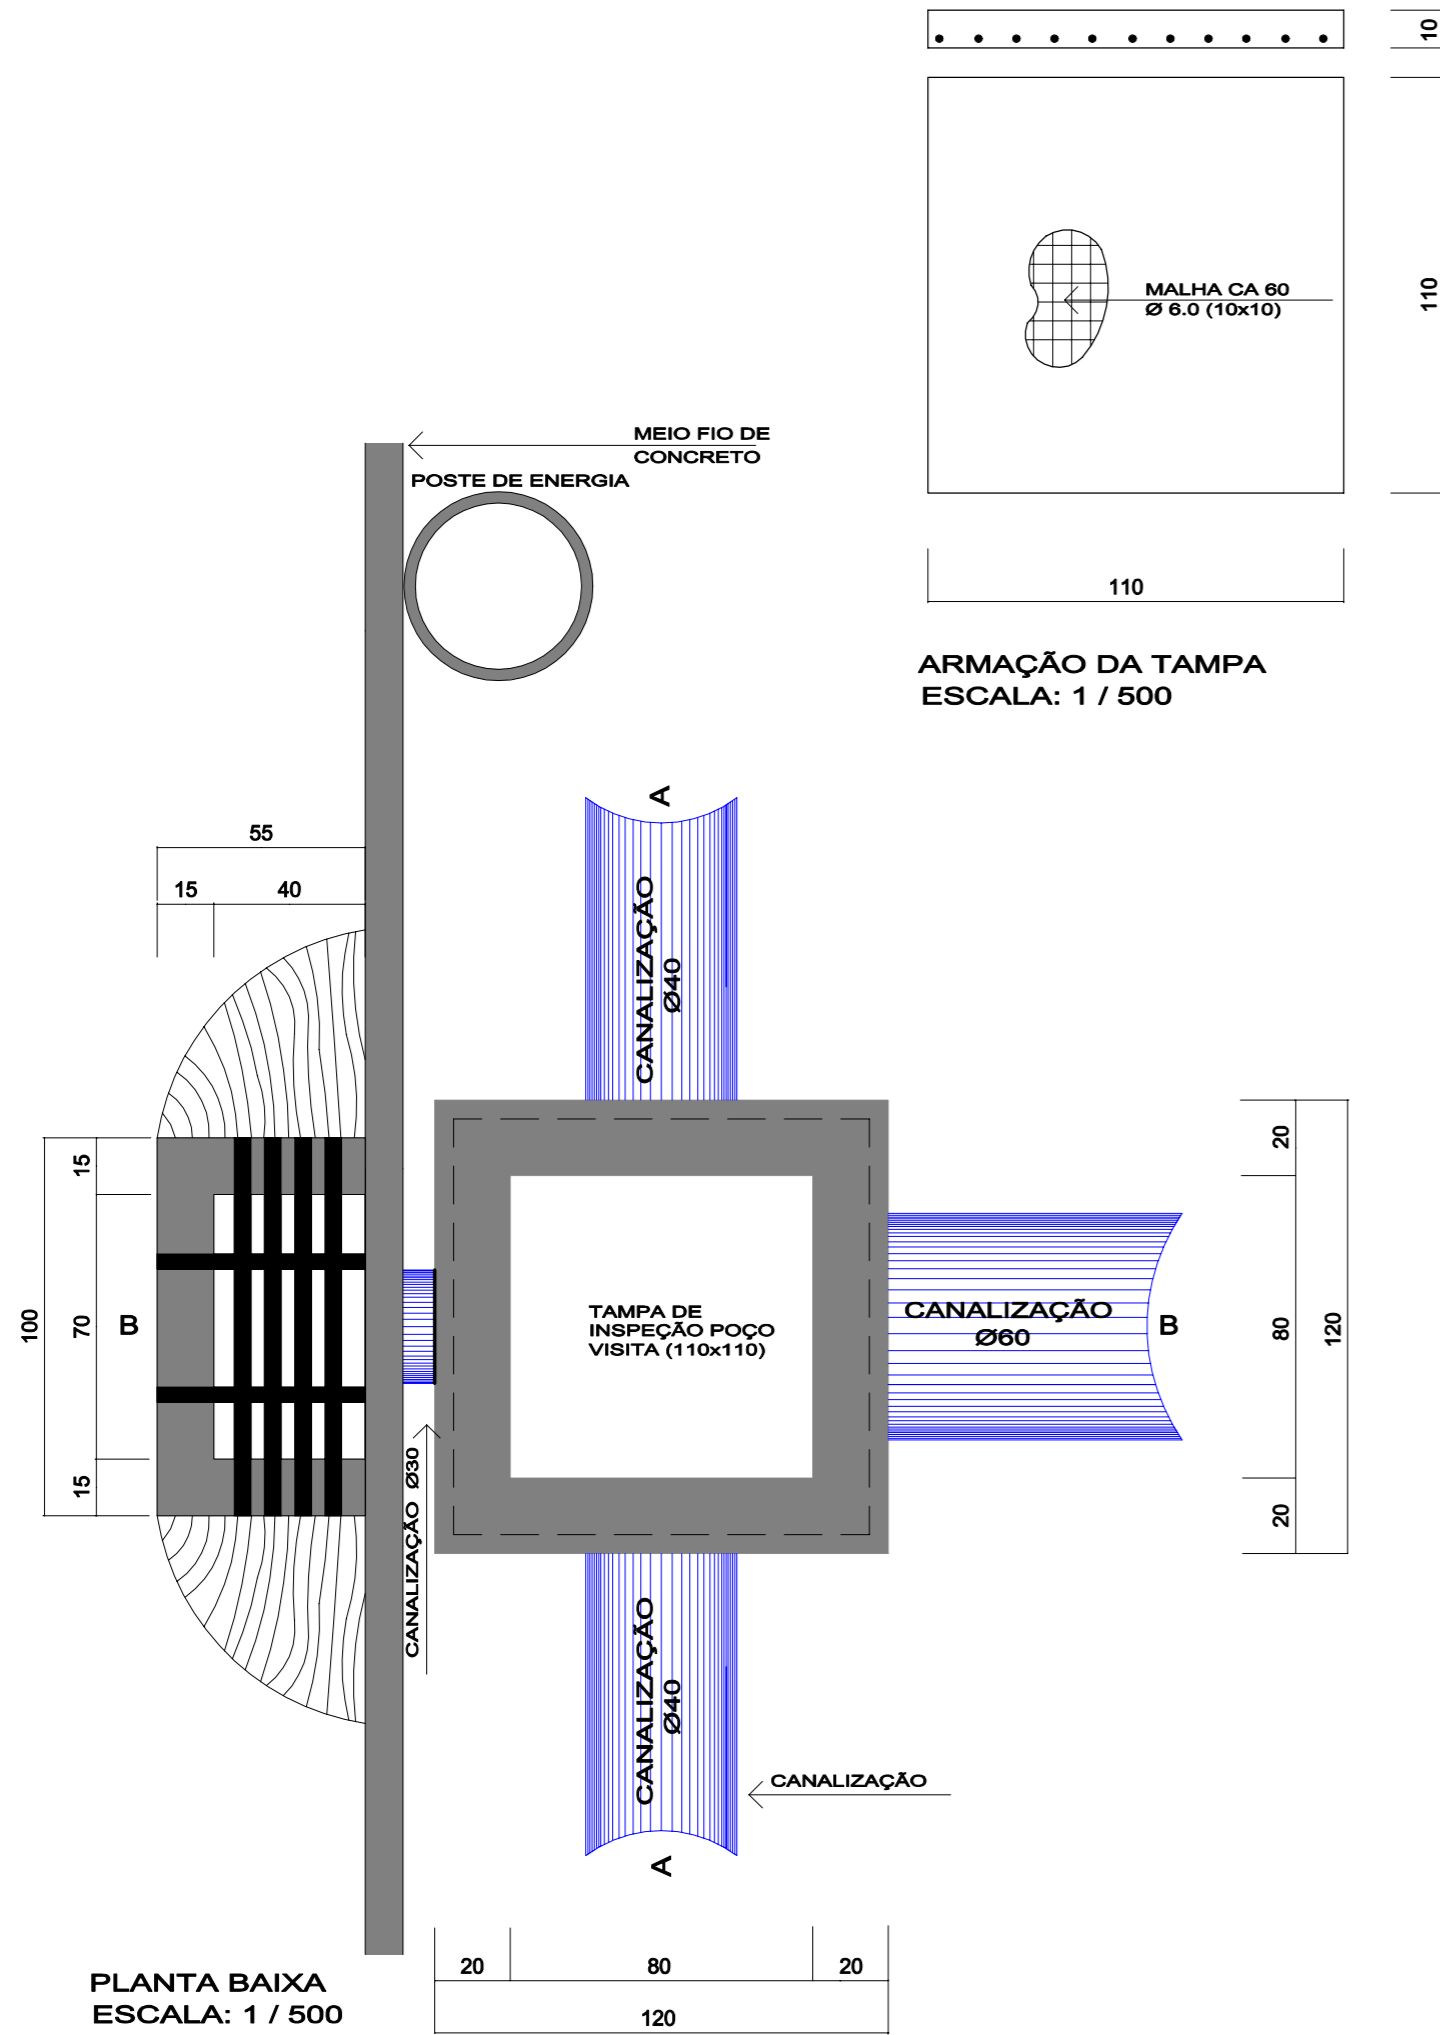 10
110
MALHA CA 60
Ø 6.0 (10x10)
110
ARMAÇÃO DA TAMPA
ESCALA: 1 / 500
MEIO FIO DE
CONCRETO
POSTE DE ENERGIA
55
15
40
A
CANALIZAÇÃO
Ø40
15
100
70
B
15
CANALIZAÇÃO Ø30
TAMPA DE
INSPEÇÃO POÇO
VISITA (110x110)
CANALIZAÇÃO
Ø60
B
20
80
120
20
CANALIZAÇÃO
Ø40
CANALIZAÇÃO
A
20
80
20
120
PLANTA BAIXA
ESCALA: 1 / 500